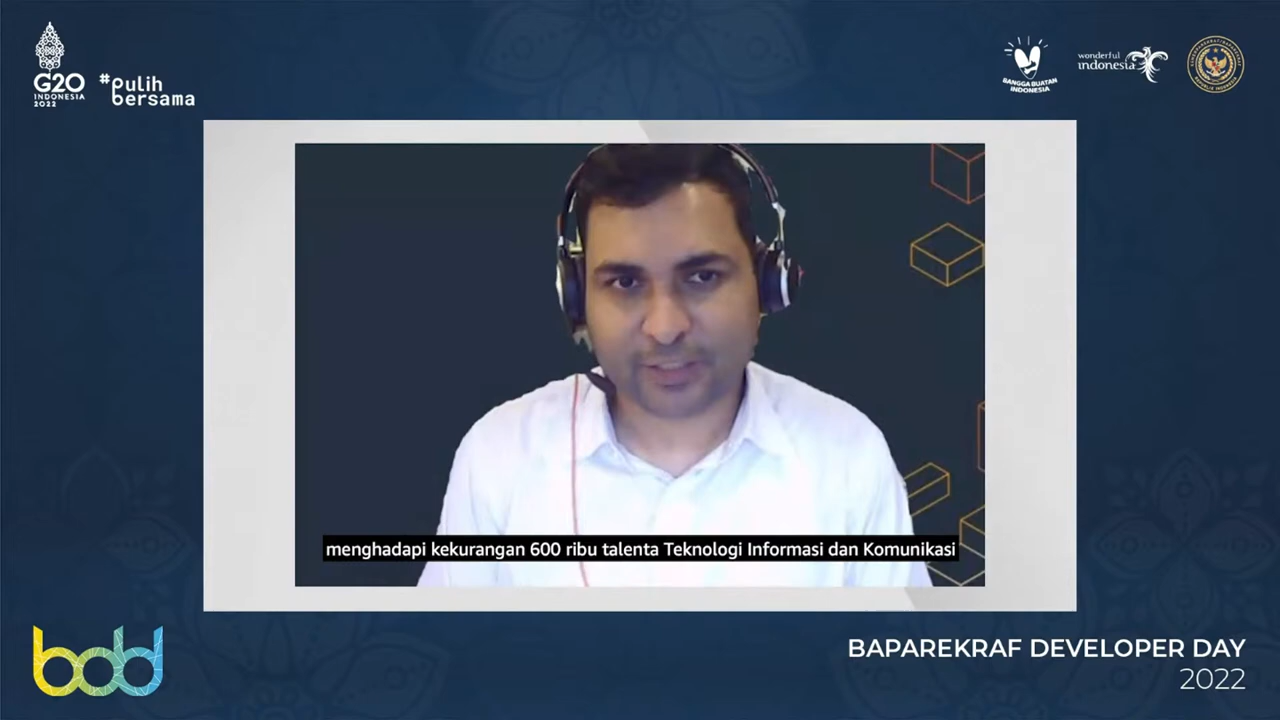 G20
INDONESIA
2022
#pulih
bersama
BANGGA BUATAN
INDONESIA
wonderful
indonesia
menghadapi kekurangan 600 ribu talenta Teknologi Informasi dan Komunikasi
bdd
BAPAREKRAF DEVELOPER DAY
2022